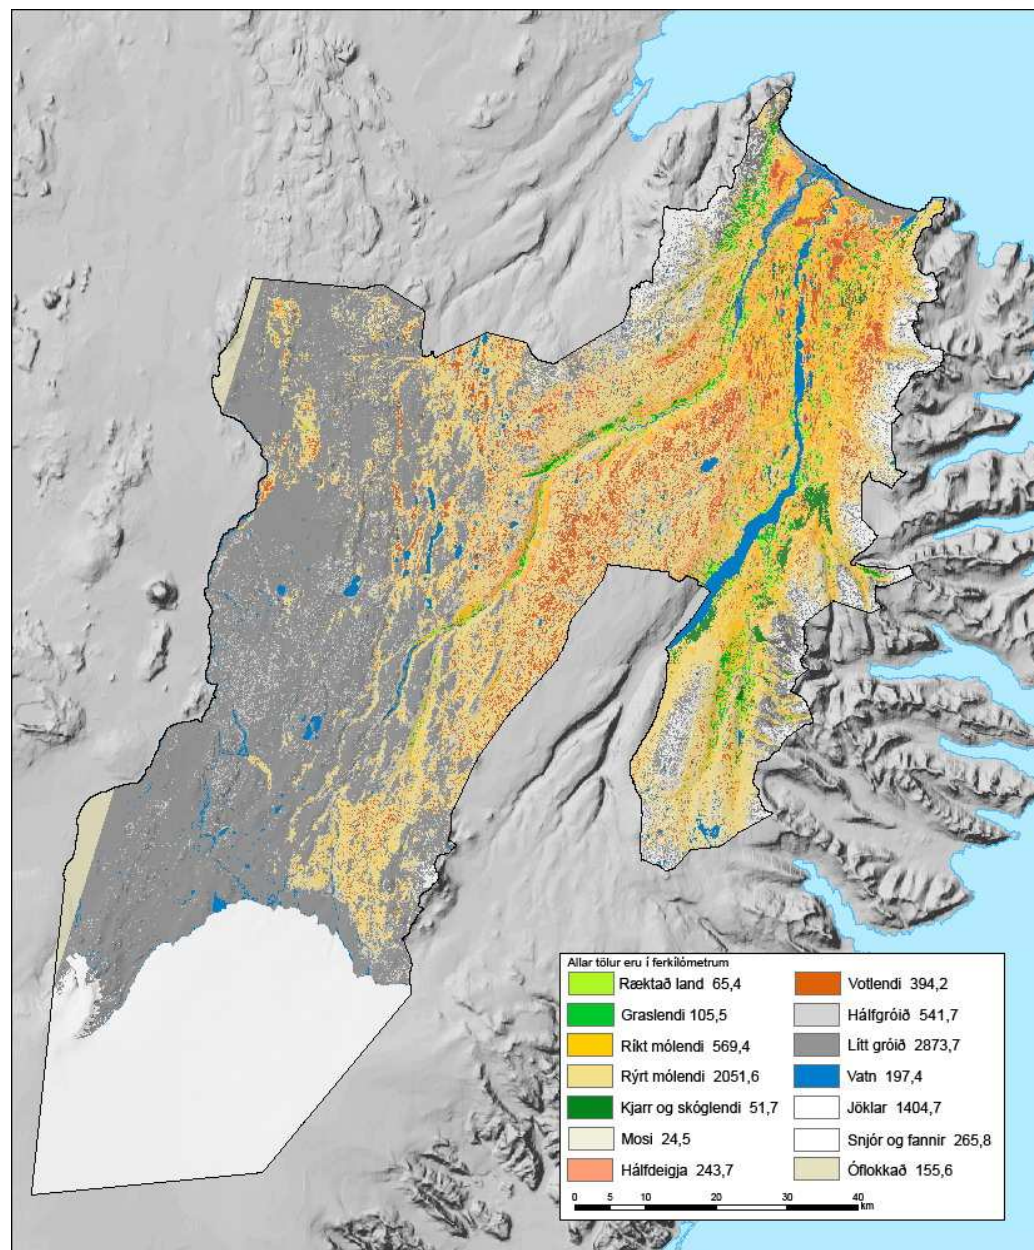 Allar tölur eru í ferkílómetrum
Ræktað land 65,4
Graslendi 105,5
Ríkt mólendi 569,4
Rýrt mólendi 2051,6
Kjarr og skóglendi 51,7
Mosi 24,5
Hálfdeigja 243,7
Votlendi 394,2
Hálfgróið 541,7
Lítt gróið 2873,7
Vatn 197,4
Jöklar 1404,7
Snjór og fannir 265,8
Óflokkað 155,6
0 5 10 20 30 40
km